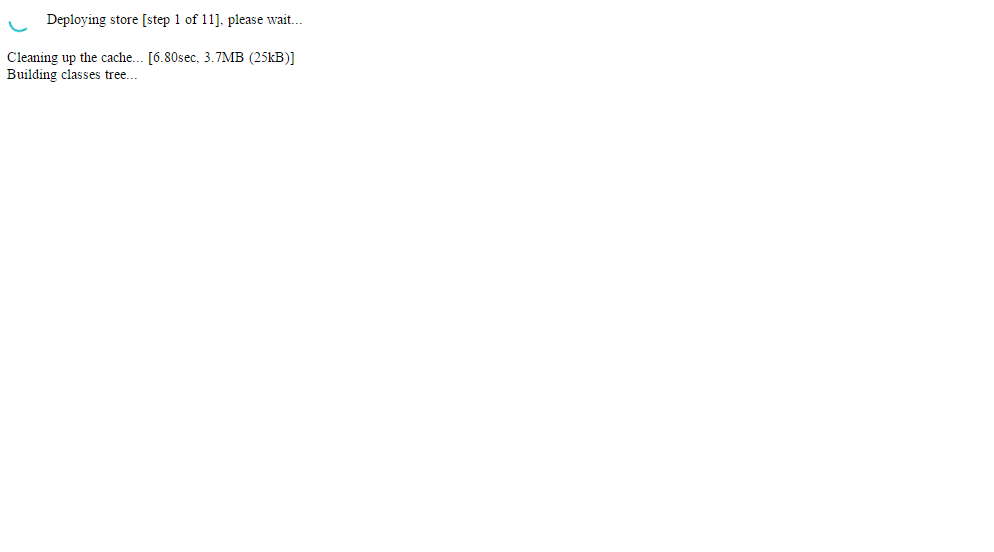 Deploying store [step 1 of 11], please wait...
Cleaning up the cache... [6.80sec, 3.7MB (25kB)]
Building classes tree...